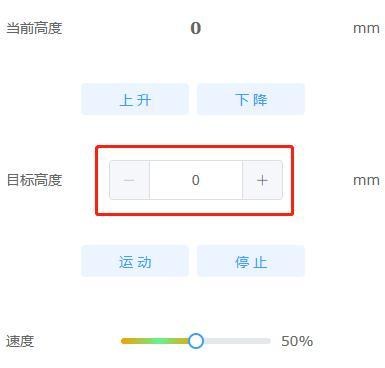 当前高度 0 mm
上升 下降
目标高度 − 0 + mm
运动 停止
速度 50%